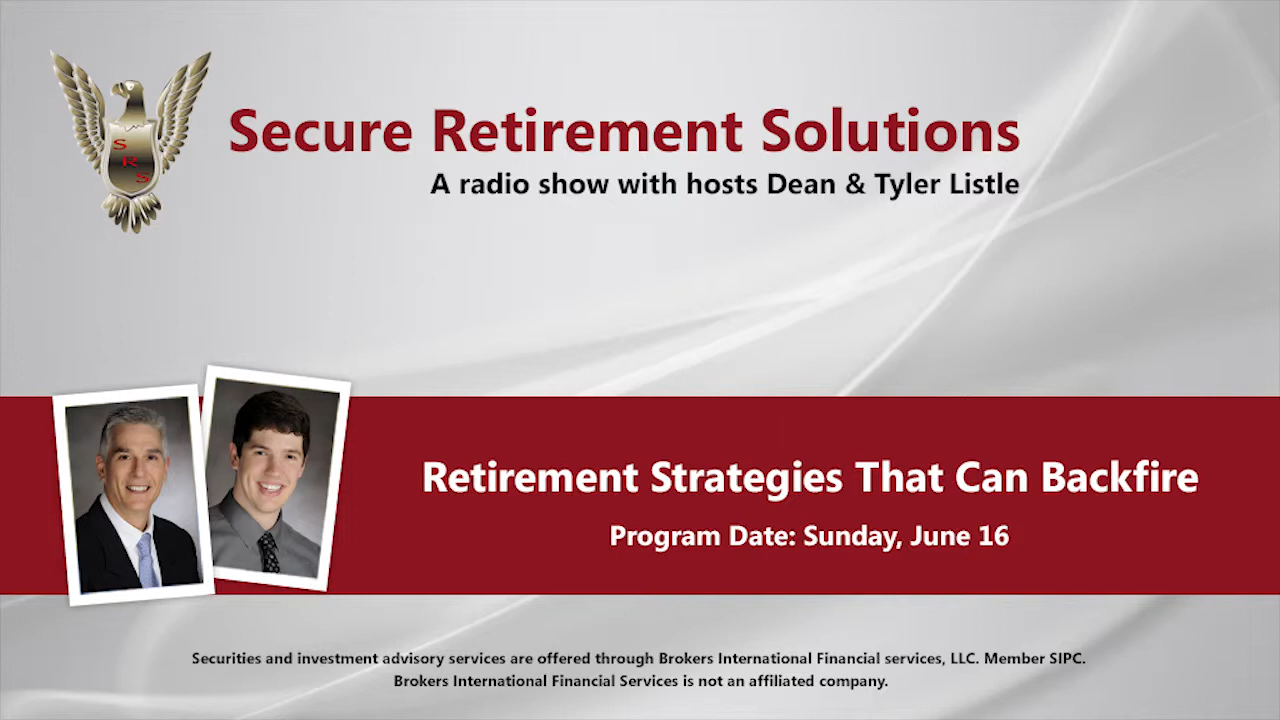 S
R
S
Secure Retirement Solutions
A radio show with hosts Dean & Tyler Listle
Retirement Strategies That Can Backfire
Program Date: Sunday, June 16
Securities and investment advisory services are offered through Brokers International Financial services, LLC. Member SIPC.
Brokers International Financial Services is not an affiliated company.